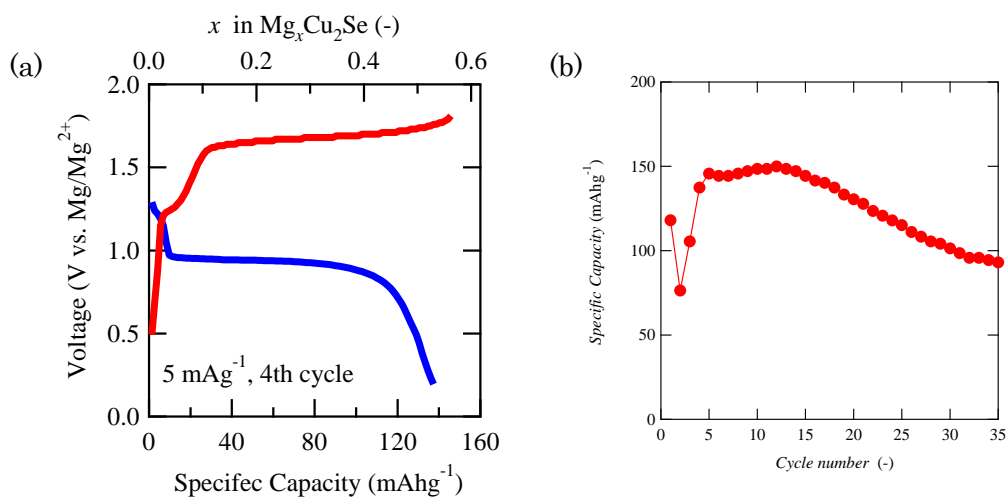 (a)
x in MgxCu2Se (-)
0.0 0.2 0.4 0.6
2.0
1.5
1.0
0.5
0.0
Voltage (V vs. Mg/Mg2+
)
5 mAg-1, 4th cycle
0 40 80 120 160
Specifec Capacity (mAhg-1)
(b)
200
150
100
50
0
Specific Capacity (mAhg-1)
0 5 10 15 20 25 30 35
Cycle number (-)